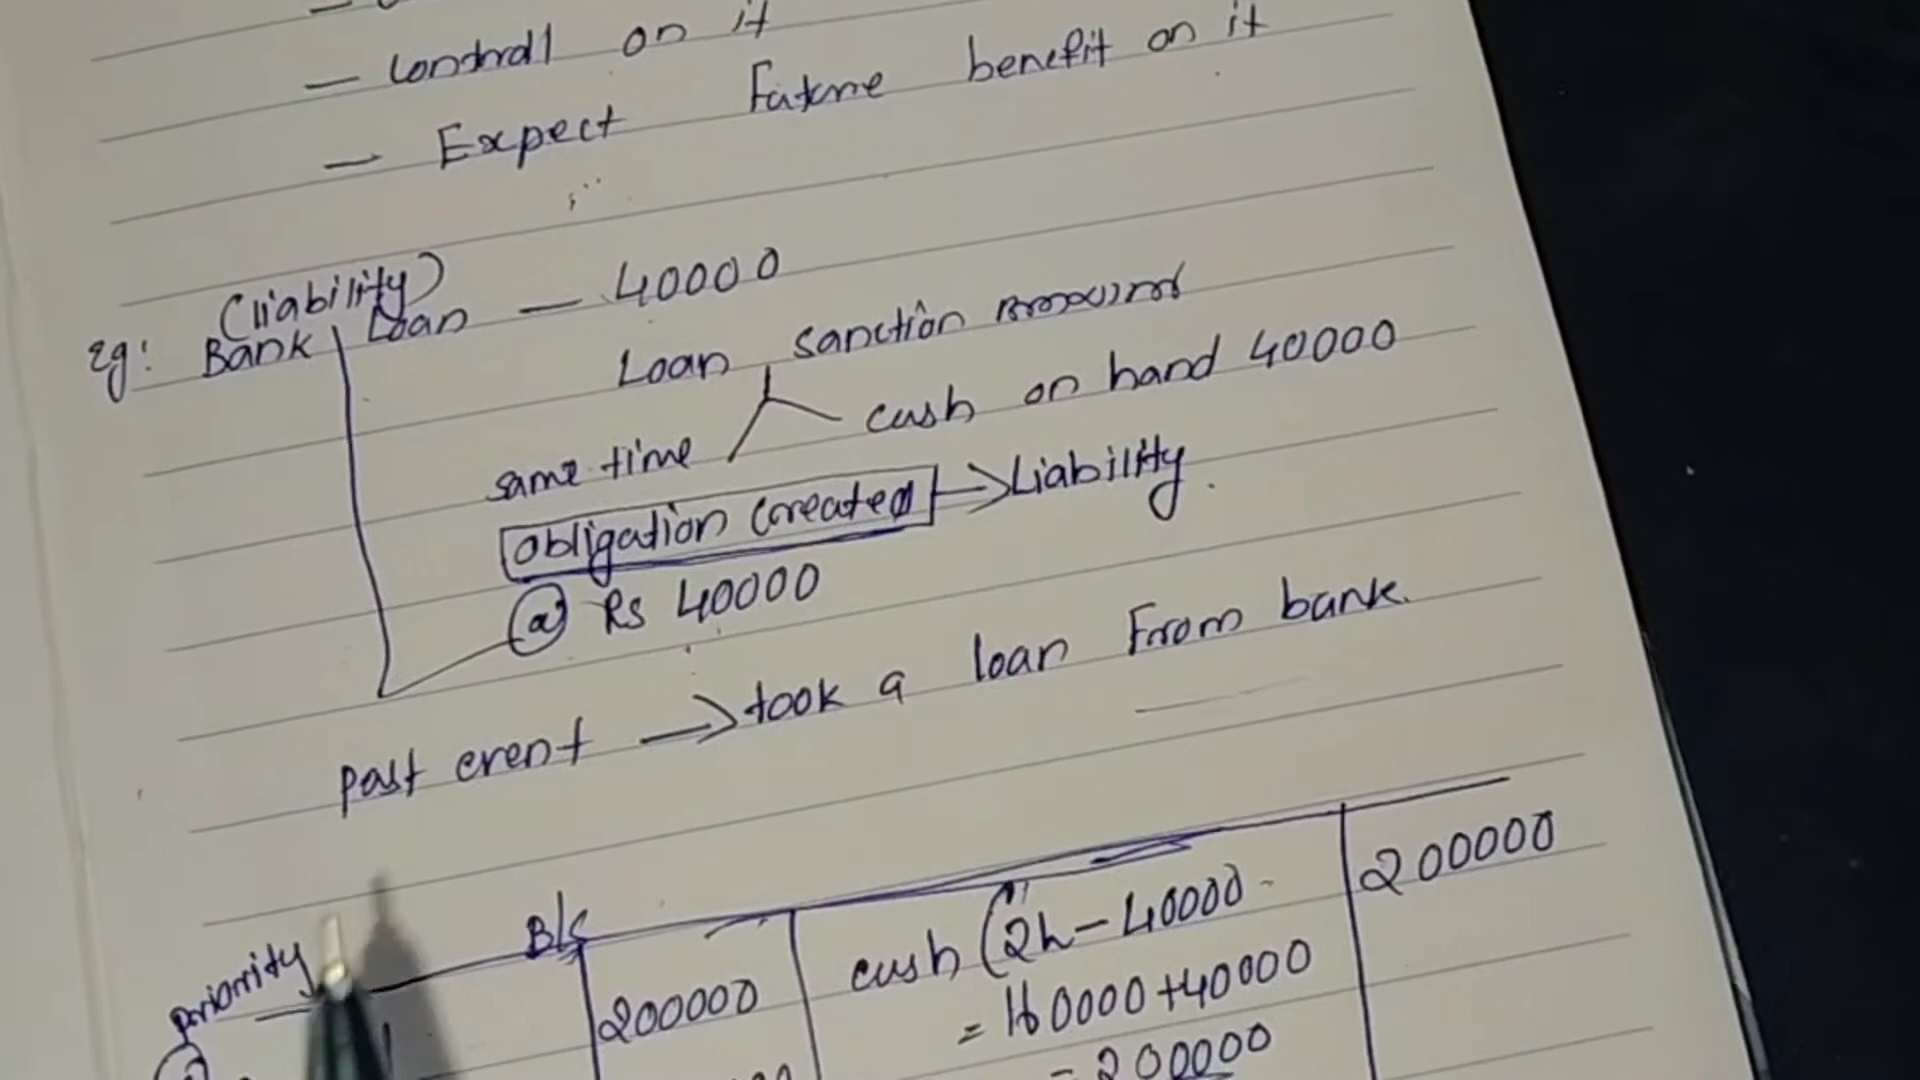 — Control on it
— Expect Future benefit on it
(liability)
Eg: Bank Loan — 40000
Loan sanction
same time cash on hand 40000
Obligation Created → Liability.
@ Rs 40000
past event → took a loan From bank.
priority
B/S
200000 cash (2h - 40000 200000
= 160000 + 40000
= 200000